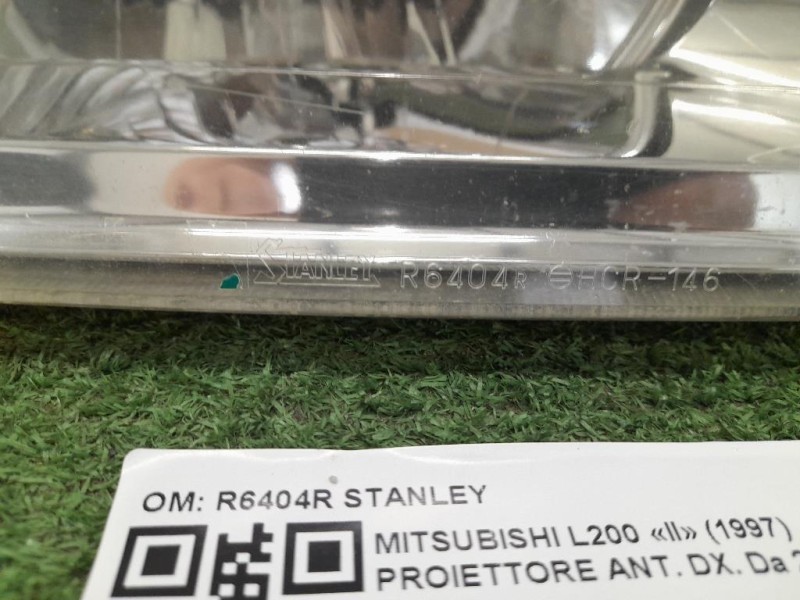 STANLEY R6404R HCR-146
OM: R6404R STANLEY
MITSUBISHI L200 «II» (1997)
PROIETTORE ANT. DX. Da